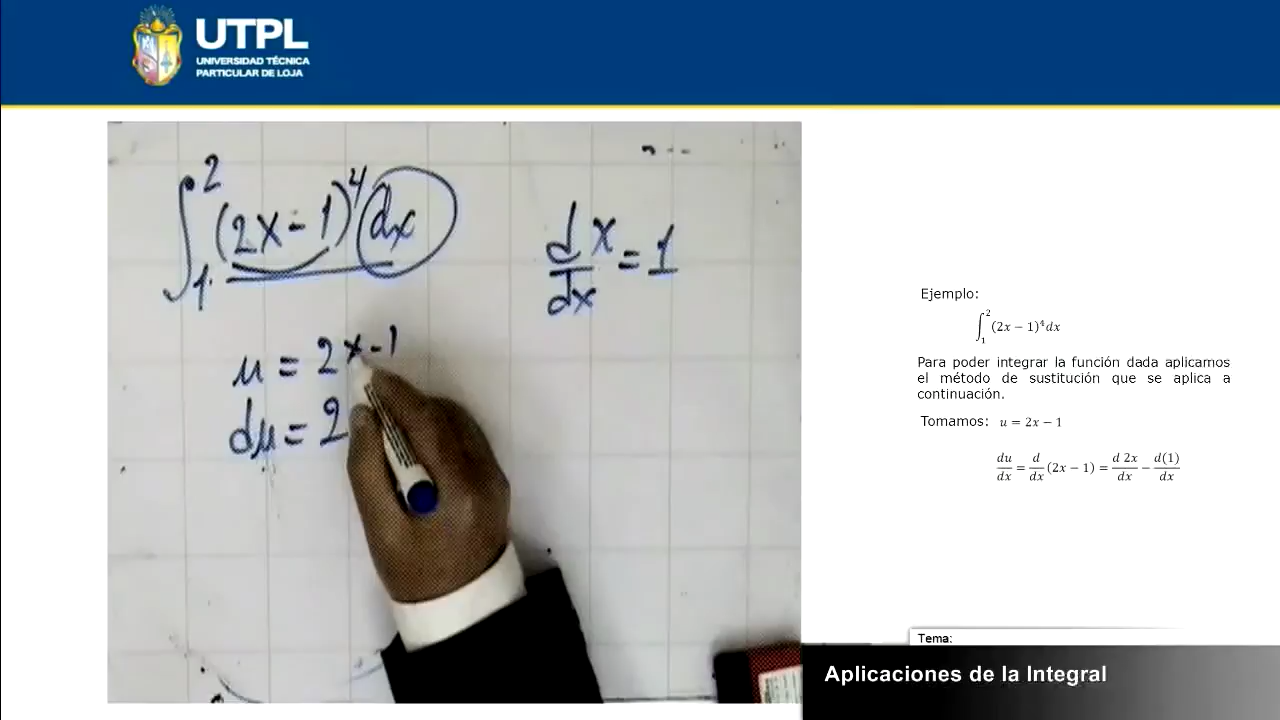 UTPL
UNIVERSIDAD TÉCNICA
PARTICULAR DE LOJA
∫₁² (2x-1)⁴ dx
d/dx x = 1
u = 2x-1
du = 2
Ejemplo:
∫₁² (2x − 1)⁴dx
Para poder integrar la función dada aplicamos
el método de sustitución que se aplica a
continuación.
Tomamos: u = 2x − 1
du/dx = d/dx (2x − 1) = d 2x/dx − d(1)/dx
Tema:
Aplicaciones de la Integral